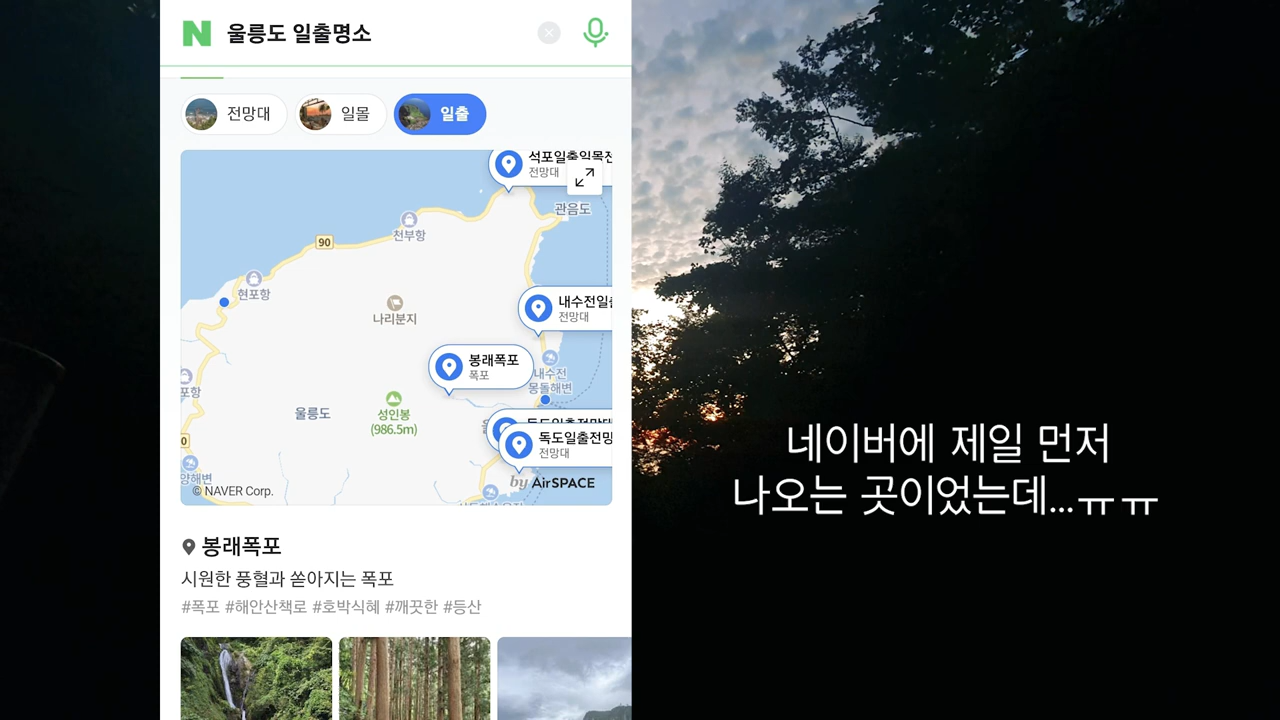 N 울릉도 일출명소
전망대
일몰
일출
석포일출일몰전
전망대
관음도
90
천부항
현포항
나리분지
내수전일출
전망대
봉래폭포
폭포
내수전
몽돌해변
포항
울릉도
성인봉
(986.5m)
0
독도일출전망
전망대
양해변
© NAVER Corp.
by AirSPACE
봉래폭포
시원한 풍혈과 쏟아지는 폭포
#폭포 #해안산책로 #호박식혜 #깨끗한 #등산
네이버에 제일 먼저
나오는 곳이었는데...ㅠㅠ